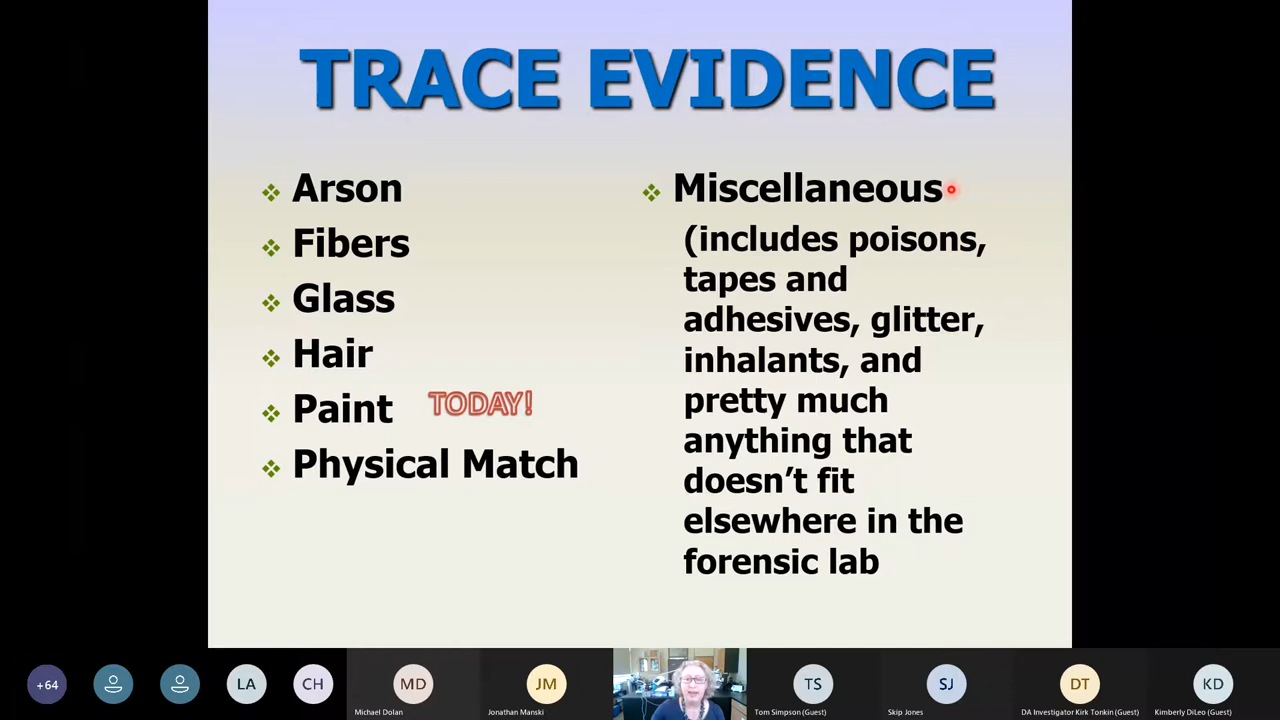 TRACE EVIDENCE
Arson
Fibers
Glass
Hair
Paint TODAY!
Physical Match
Miscellaneous
(includes poisons,
tapes and
adhesives, glitter,
inhalants, and
pretty much
anything that
doesn't fit
elsewhere in the
forensic lab
+64
LA
CH
MD
Michael Dolan
JM
Jonathan Manski
TS
Tom Simpson (Guest)
SJ
Skip Jones
DT
DA Investigator Kirk Tonkin (Guest)
KD
Kimberly DiLeo (Guest)